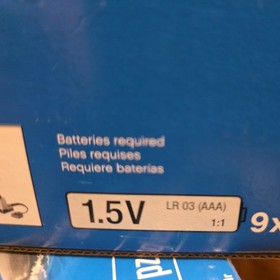 Batteries required
Piles requises
Requiere baterías
1.5V
LR 03 (AAA)
1:1
9x